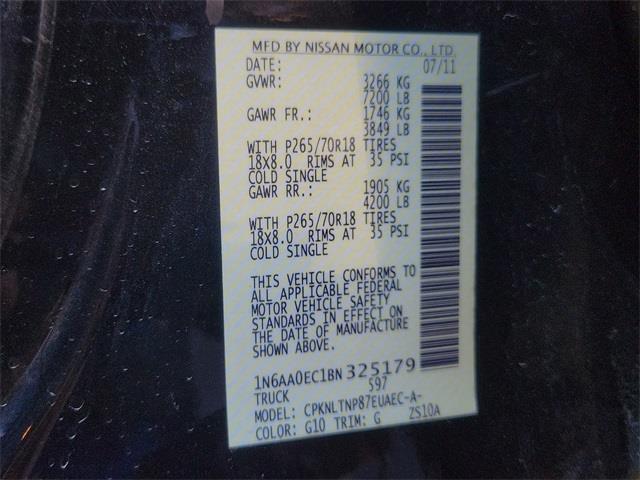 MFD BY NISSAN MOTOR CO., LTD.
DATE: 07/11
GVWR: 3266 KG
7200 LB
GAWR FR.: 1746 KG
3849 LB
WITH P265/70R18 TIRES
18X8.0 RIMS AT 35 PSI
COLD SINGLE
GAWR RR.: 1905 KG
4200 LB
WITH P265/70R18 TIRES
18X8.0 RIMS AT 35 PSI
COLD SINGLE
THIS VEHICLE CONFORMS TO
ALL APPLICABLE FEDERAL
MOTOR VEHICLE SAFETY
STANDARDS IN EFFECT ON
THE DATE OF MANUFACTURE
SHOWN ABOVE.
1N6AA0EC1BN325179
TRUCK 597
MODEL: CPKNLTNP87EUAEC-A-
COLOR: G10 TRIM: G ZS10A